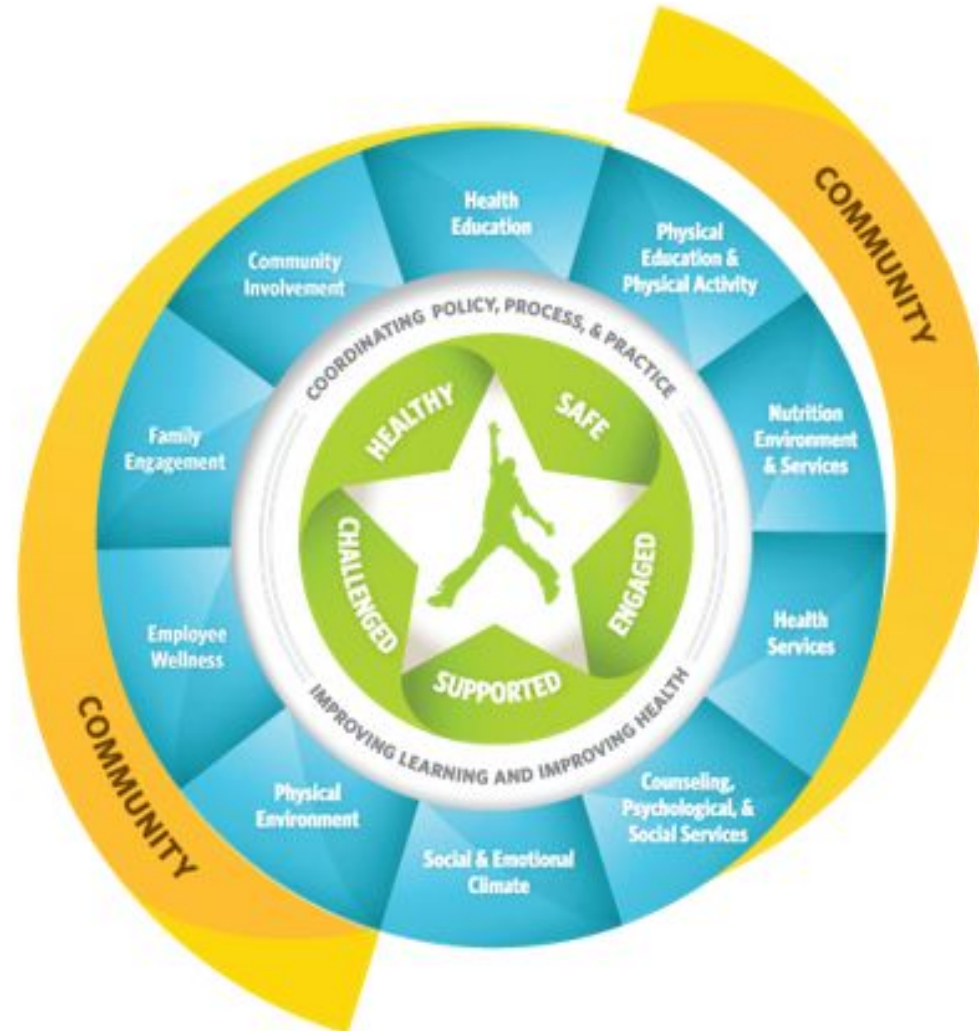 COMMUNITY
Health
Education
Physical
Education &
Physical Activity
Nutrition
Environment
& Services
Health
Services
Counseling,
Psychological, &
Social Services
Social & Emotional
Climate
Physical
Environment
Employee
Wellness
Family
Engagement
Community
Involvement
COORDINATING POLICY, PROCESS, & PRACTICE
HEALTHY
SAFE
ENGAGED
SUPPORTED
CHALLENGED
IMPROVING LEARNING AND IMPROVING HEALTH
COMMUNITY